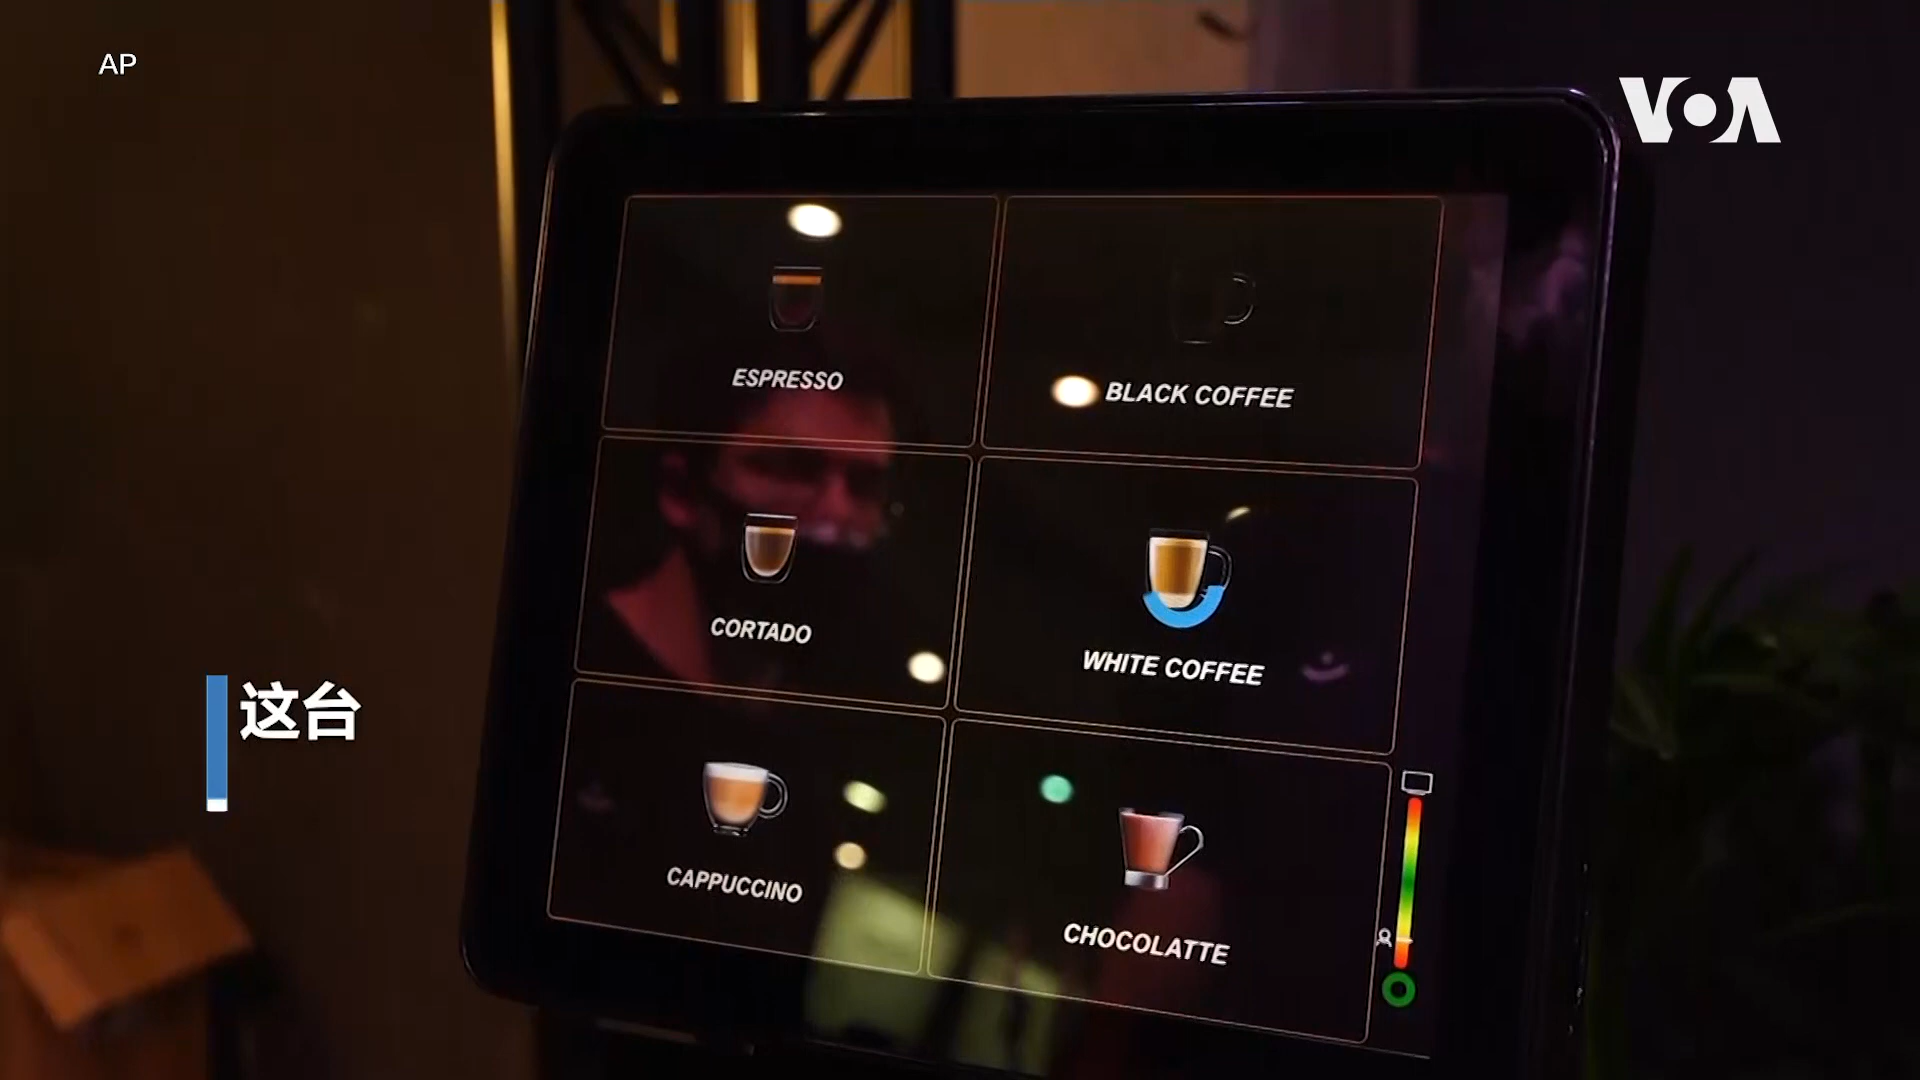 AP
VOA
ESPRESSO
BLACK COFFEE
CORTADO
WHITE COFFEE
CAPPUCCINO
CHOCOLATTE
这台